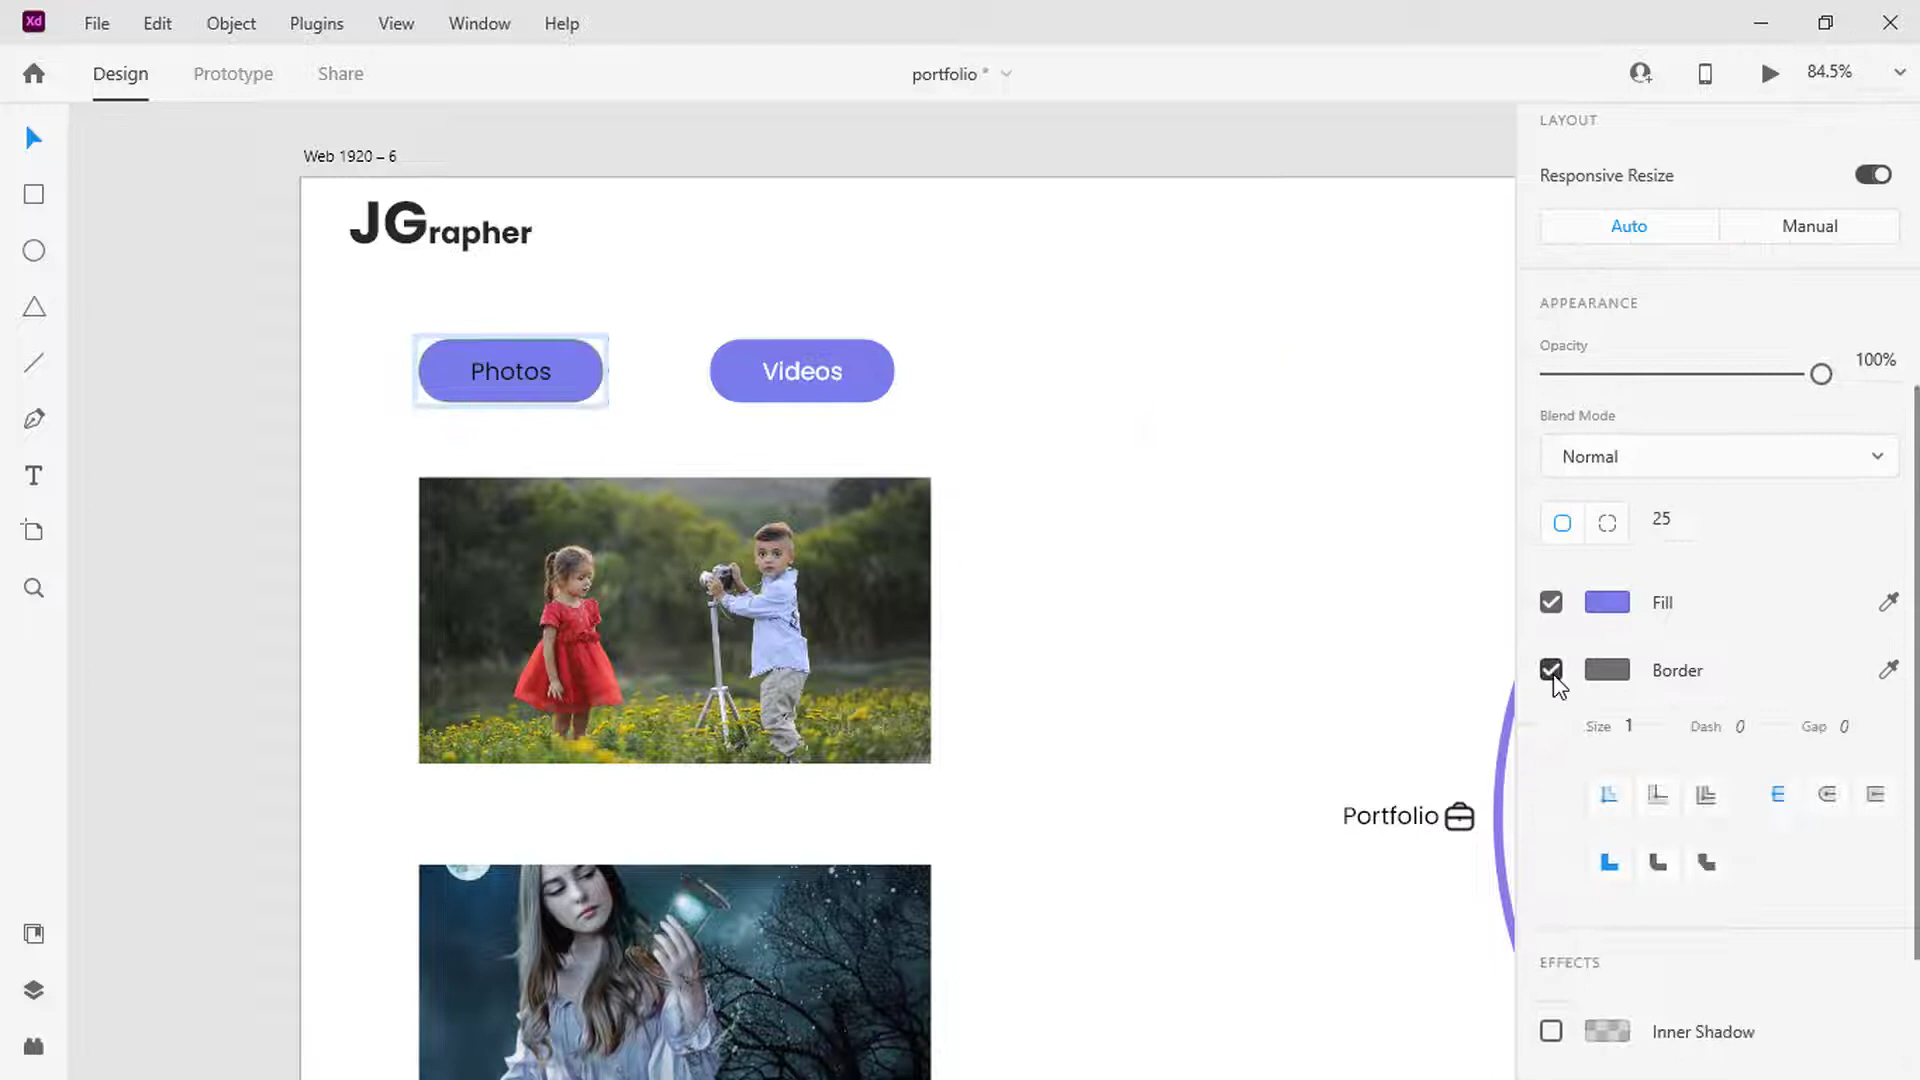 Xd File Edit Object Plugins View Window Help
Design Prototype Share portfolio * 84.5%
LAYOUT
Web 1920 – 6
Responsive Resize
JGrapher
Auto Manual
APPEARANCE
Opacity
100%
Photos Videos
Blend Mode
Normal
25
Fill
Border
Size 1 Dash 0 Gap 0
Portfolio
EFFECTS
Inner Shadow